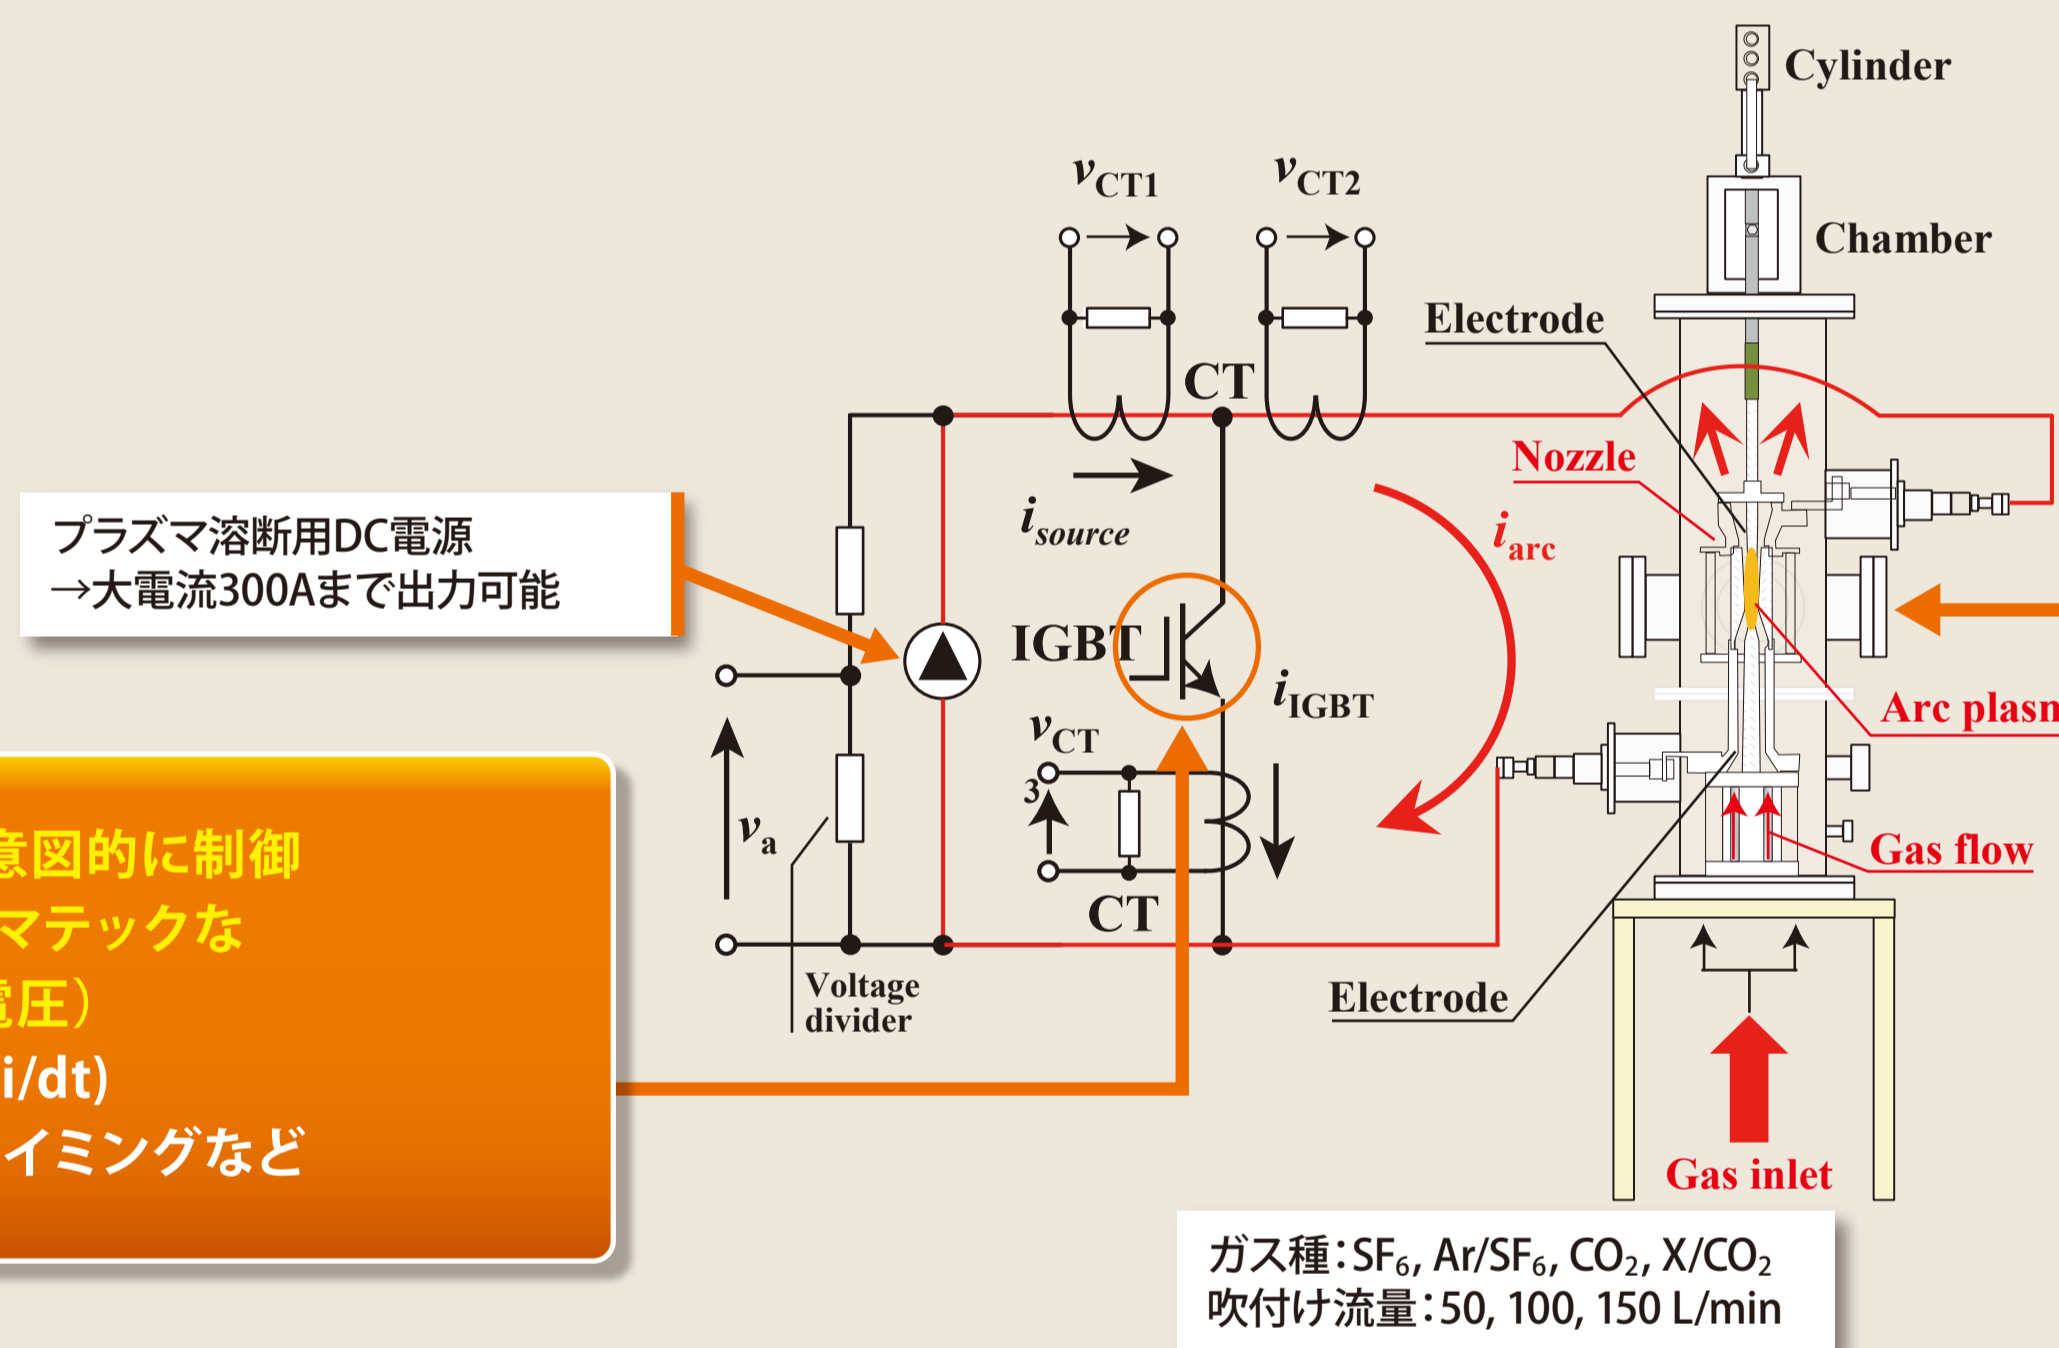 Cylinder
vCT1
vCT2
Chamber
Electrode
CT
Nozzle
プラズマ溶断用DC電源
→大電流300Aまで出力可能
isource
iarc
IGBT
iIGBT
vCT
3
Arc plasm
va
意図的に制御
マテックな
電圧）
i/dt)
イミングなど
Gas flow
CT
Voltage
divider
Electrode
Gas inlet
ガス種：SF₆, Ar/SF₆, CO₂, X/CO₂
吹付け流量：50, 100, 150 L/min